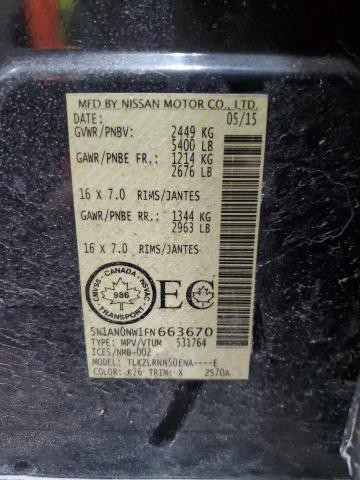 MFD BY NISSAN MOTOR CO., LTD.
DATE: 05/15
GVWR/PNBV: 2449 KG
5400 LB
GAWR/PNBE FR.: 1214 KG
2676 LB
16 X 7.0 RIMS/JANTES
GAWR/PNBE RR.: 1344 KG
2963 LB
16 X 7.0 RIMS/JANTES
CANADA
CMVSS NSVAC
986
EC
5N1AN0NW1FN663670
TYPE: MPV/VTUM 531764
ICES/NMB-002
MODEL: TLKZLRNN50ENA----E
COLOR: K26 TRIM: X 2S70A